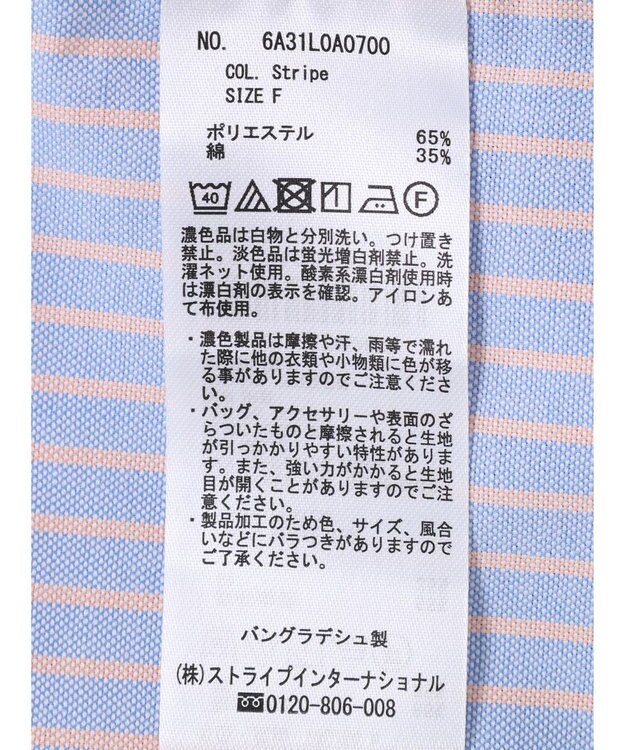 NO. 6A31L0A0700
COL. Stripe
SIZE F
ポリエステル 65%
綿 35%
40 F
濃色品は白物と分別洗い。つけ置き
禁止。淡色品は蛍光増白剤禁止。洗
濯ネット使用。酸素系漂白剤使用時
は漂白剤の表示を確認。アイロンあ
て布使用。
・濃色製品は摩擦や汗、雨等で濡れ
た際に他の衣類や小物類に色が移
る事がありますのでご注意くださ
い。
・バッグ、アクセサリーや表面のざ
らついたものと摩擦されると生地
が引っかかりやすい特性がありま
す。また、強い力がかかると生地
目が開くことがありますのでご注
意ください。
・製品加工のため色、サイズ、風合
いなどにバラつきがありますので
ご了承ください。
バングラデシュ製
(株)ストライプインターナショナル
0120-806-008